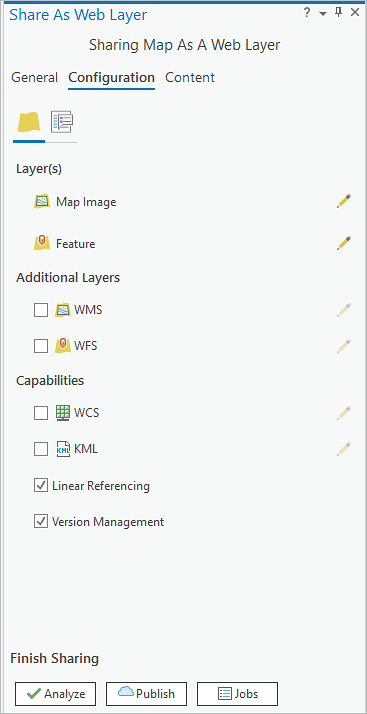 Share As Web Layer
?
Sharing Map As A Web Layer
General Configuration Content
Layer(s)
Map Image
Feature
Additional Layers
WMS
WFS
Capabilities
WCS
KML KML
Linear Referencing
Version Management
Finish Sharing
Analyze Publish Jobs